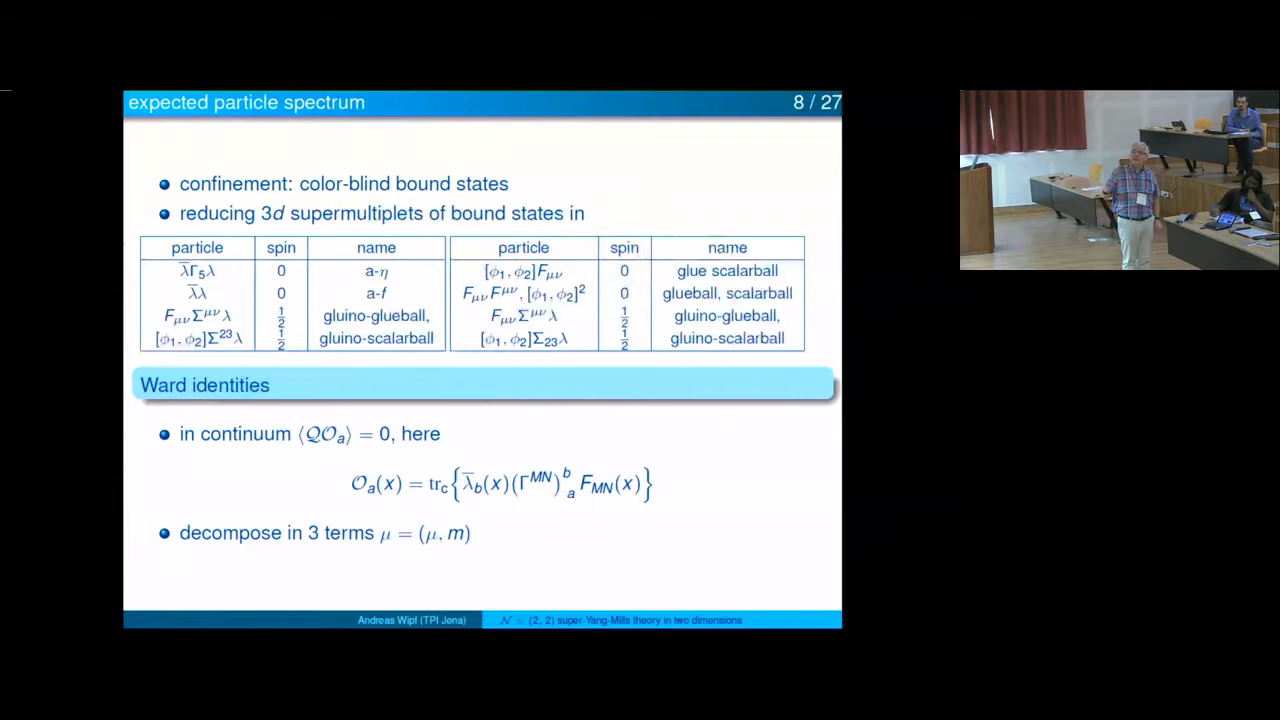 expected particle spectrum 8 / 27
confinement: color-blind bound states
reducing 3d supermultiplets of bound states in
particle spin name particle spin name
λ̄Γ₅λ 0 a-η [ϕ₁, ϕ₂]F_μν 0 glue scalarball
λ̄λ 0 a-f F_μν F^μν, [ϕ₁, ϕ₂]² 0 glueball, scalarball
F_μν Σ^μν λ 1/2 gluino-glueball, F_μν Σ^μν λ 1/2 gluino-glueball,
[ϕ₁, ϕ₂]Σ²³λ 1/2 gluino-scalarball [ϕ₁, ϕ₂]Σ₂₃λ 1/2 gluino-scalarball
Ward identities
in continuum ⟨𝒬𝒪ₐ⟩ = 0, here
𝒪ₐ(x) = tr_c{λ̄_b(x)(Γ^MN)^b_a F_MN(x)}
decompose in 3 terms μ = (μ, m)
Andreas Wipf (TPI Jena) 𝒩 = (2, 2) super-Yang-Mills theory in two dimensions